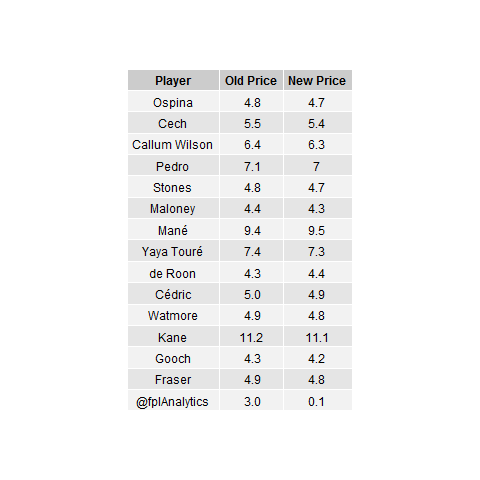 Player Old Price New Price
Ospina 4.8 4.7
Cech 5.5 5.4
Callum Wilson 6.4 6.3
Pedro 7.1 7
Stones 4.8 4.7
Maloney 4.4 4.3
Mané 9.4 9.5
Yaya Touré 7.4 7.3
de Roon 4.3 4.4
Cédric 5.0 4.9
Watmore 4.9 4.8
Kane 11.2 11.1
Gooch 4.3 4.2
Fraser 4.9 4.8
@fplAnalytics 3.0 0.1